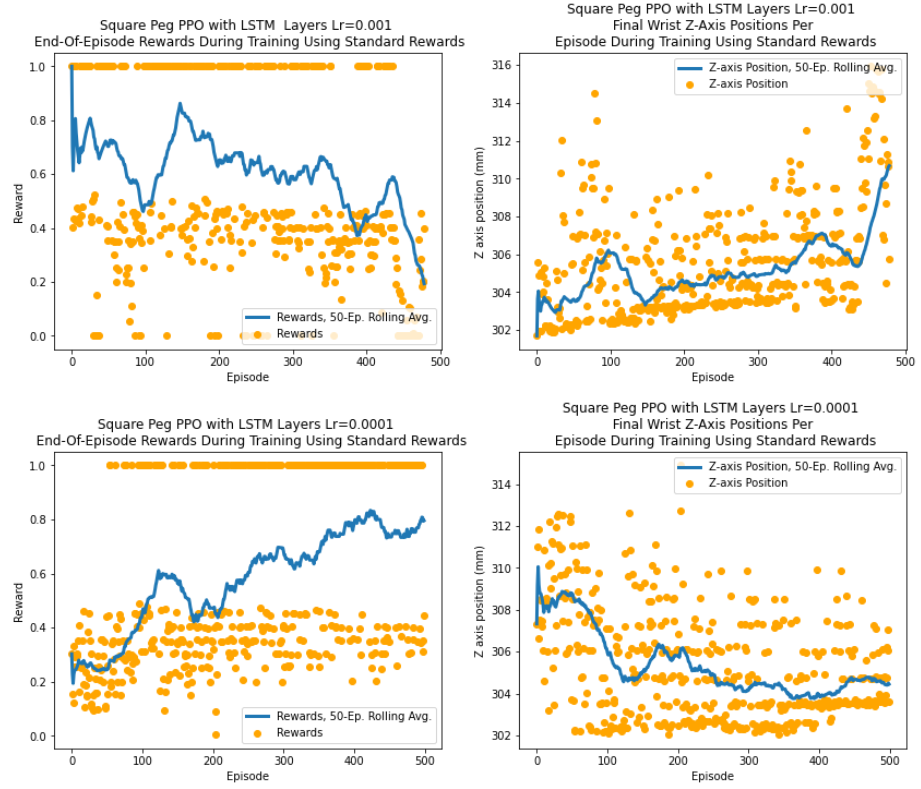 Square Peg PPO with LSTM  Layers Lr=0.001
End-Of-Episode Rewards During Training Using Standard Rewards
1.0
0.8
0.6
0.4
0.2
0.0
Reward
Rewards, 50-Ep. Rolling Avg.
Rewards
0
100
200
300
400
500
Episode
Square Peg PPO with LSTM Layers Lr=0.001
Final Wrist Z-Axis Positions Per
Episode During Training Using Standard Rewards
316
314
312
310
308
306
304
302
Z axis position (mm)
Z-axis Position, 50-Ep. Rolling Avg.
Z-axis Position
0
100
200
300
400
500
Episode
Square Peg PPO with LSTM Layers Lr=0.0001
End-Of-Episode Rewards During Training Using Standard Rewards
1.0
0.8
0.6
0.4
0.2
0.0
Reward
Rewards, 50-Ep. Rolling Avg.
Rewards
0
100
200
300
400
500
Episode
Square Peg PPO with LSTM Layers Lr=0.0001
Final Wrist Z-Axis Positions Per
Episode During Training Using Standard Rewards
314
312
310
308
306
304
302
Z axis position (mm)
Z-axis Position, 50-Ep. Rolling Avg.
Z-axis Position
0
100
200
300
400
500
Episode